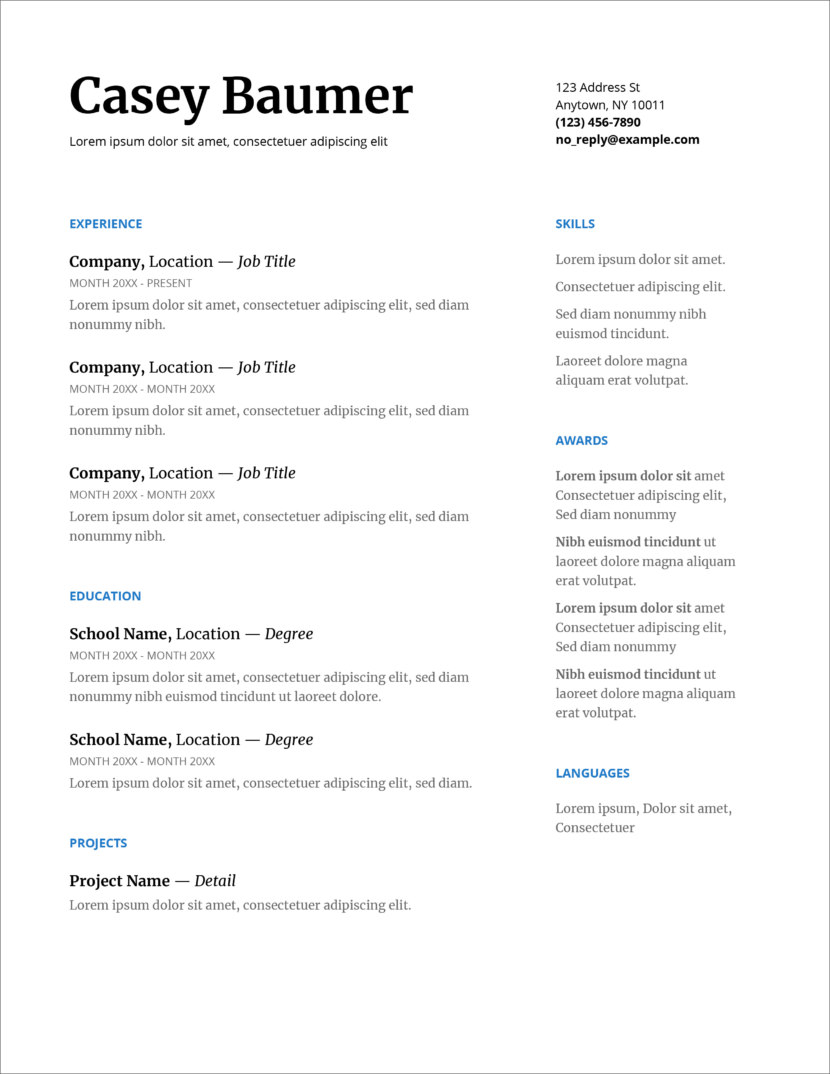 Casey Baumer
Lorem ipsum dolor sit amet, consectetuer adipiscing elit
123 Address St
Anytown, NY 10011
(123) 456-7890
no_reply@example.com
EXPERIENCE
Company, Location — Job Title
MONTH 20XX - PRESENT
Lorem ipsum dolor sit amet, consectetuer adipiscing elit, sed diam
nonummy nibh.
Company, Location — Job Title
MONTH 20XX - MONTH 20XX
Lorem ipsum dolor sit amet, consectetuer adipiscing elit, sed diam
nonummy nibh.
Company, Location — Job Title
MONTH 20XX - MONTH 20XX
Lorem ipsum dolor sit amet, consectetuer adipiscing elit, sed diam
nonummy nibh.
EDUCATION
School Name, Location — Degree
MONTH 20XX - MONTH 20XX
Lorem ipsum dolor sit amet, consectetuer adipiscing elit, sed diam
nonummy nibh euismod tincidunt ut laoreet dolore.
School Name, Location — Degree
MONTH 20XX - MONTH 20XX
Lorem ipsum dolor sit amet, consectetuer adipiscing elit, sed diam.
PROJECTS
Project Name — Detail
Lorem ipsum dolor sit amet, consectetuer adipiscing elit.
SKILLS
Lorem ipsum dolor sit amet.
Consectetuer adipiscing elit.
Sed diam nonummy nibh
euismod tincidunt.
Laoreet dolore magna
aliquam erat volutpat.
AWARDS
Lorem ipsum dolor sit amet
Consectetuer adipiscing elit,
Sed diam nonummy
Nibh euismod tincidunt ut
laoreet dolore magna aliquam
erat volutpat.
Lorem ipsum dolor sit amet
Consectetuer adipiscing elit,
Sed diam nonummy
Nibh euismod tincidunt ut
laoreet dolore magna aliquam
erat volutpat.
LANGUAGES
Lorem ipsum, Dolor sit amet,
Consectetuer